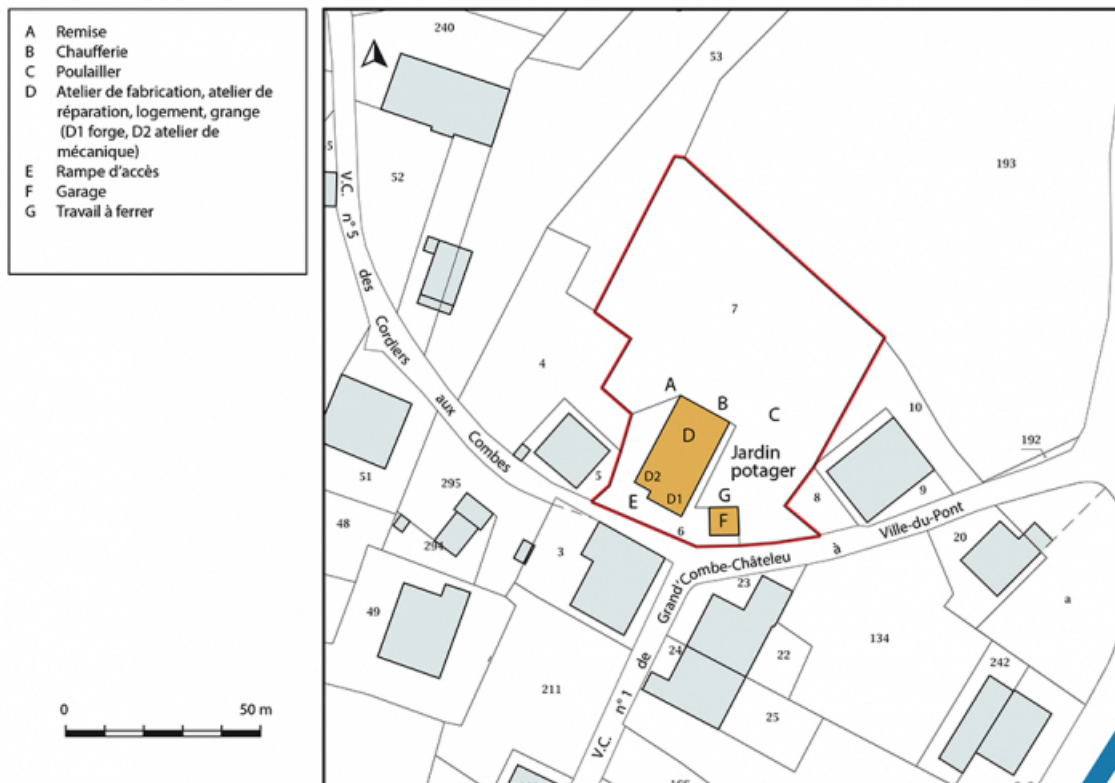 A Remise
B Chaufferie
C Poulailler
D Atelier de fabrication, atelier de
réparation, logement, grange
(D1 forge, D2 atelier de
mécanique)
E Rampe d'accès
F Garage
G Travail à ferrer
0 50 m
240
53
193
52
V.C. n° 5 des Cordiers aux Combes
7
4
A
B
C
D
10
192
Jardin
potager
D2
D1
E
G
F
5
6
8
9
51
295
48
294
3
49
20
a
V.C. n° 1 de Grand'Combe-Châteleu à Ville-du-Pont
23
24
22
134
242
211
25